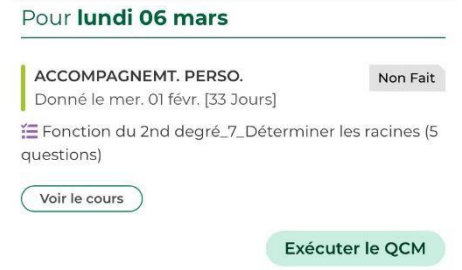 Pour lundi 06 mars
ACCOMPAGNEMT. PERSO.
Non Fait
Donné le mer. 01 févr. [33 Jours]
Fonction du 2nd degré_7_Déterminer les racines (5
questions)
Voir le cours
Exécuter le QCM